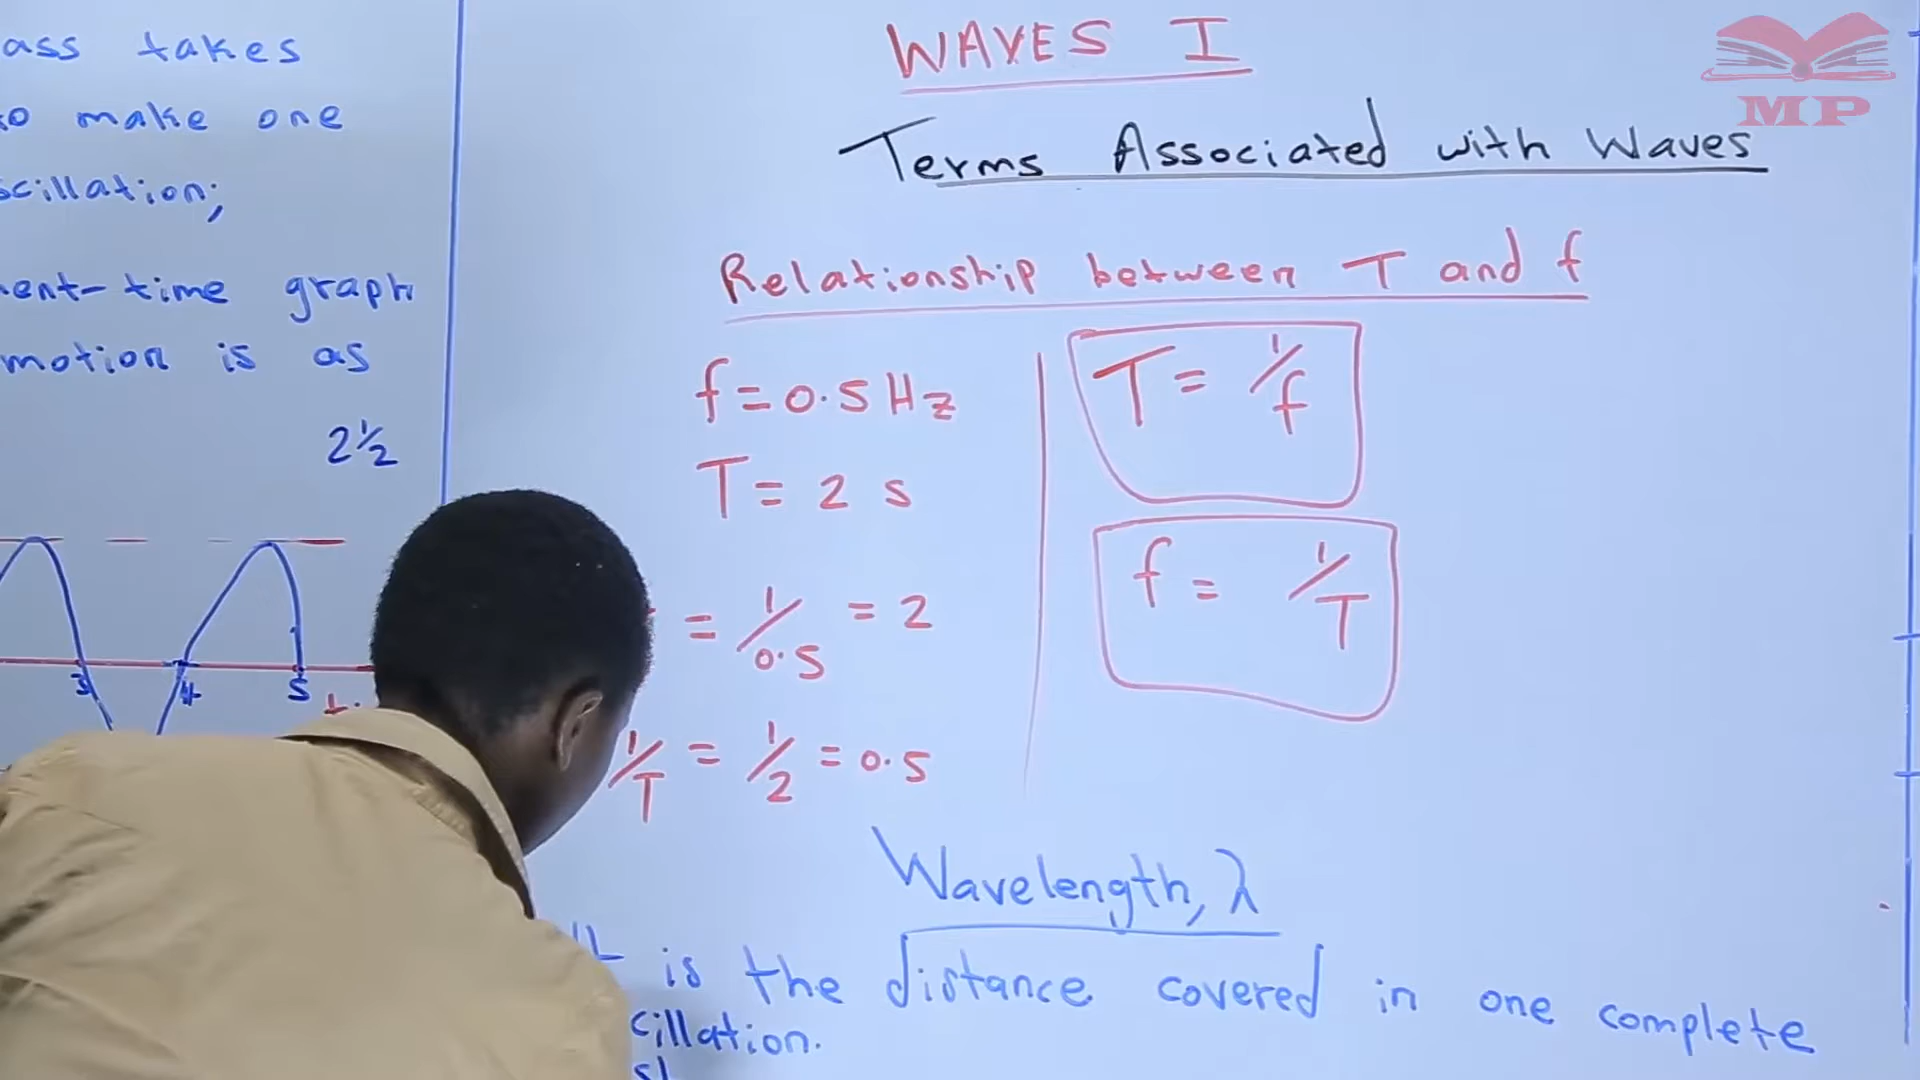 ass takes
o make one
cillation;
ent-time graph
motion is as
2½
3 4 5
WAVES I
Terms Associated with Waves
Relationship between T and f
f = 0.5 Hz
T = 2 s
= 1/0.5 = 2
1/T = 1/2 = 0.5
T = 1/f
f = 1/T
Wavelength, λ
It is the distance covered in one complete
cillation.
MP